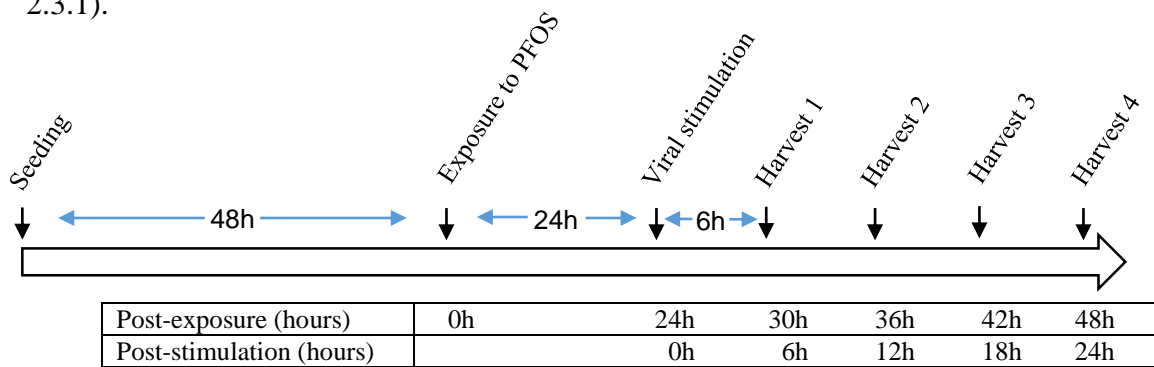 2.3.1).
Seeding
Exposure to PFOS
Viral stimulation
Harvest 1
Harvest 2
Harvest 3
Harvest 4
48h
24h
6h
Post-exposure (hours) 0h 24h 30h 36h 42h 48h
Post-stimulation (hours) 0h 6h 12h 18h 24h